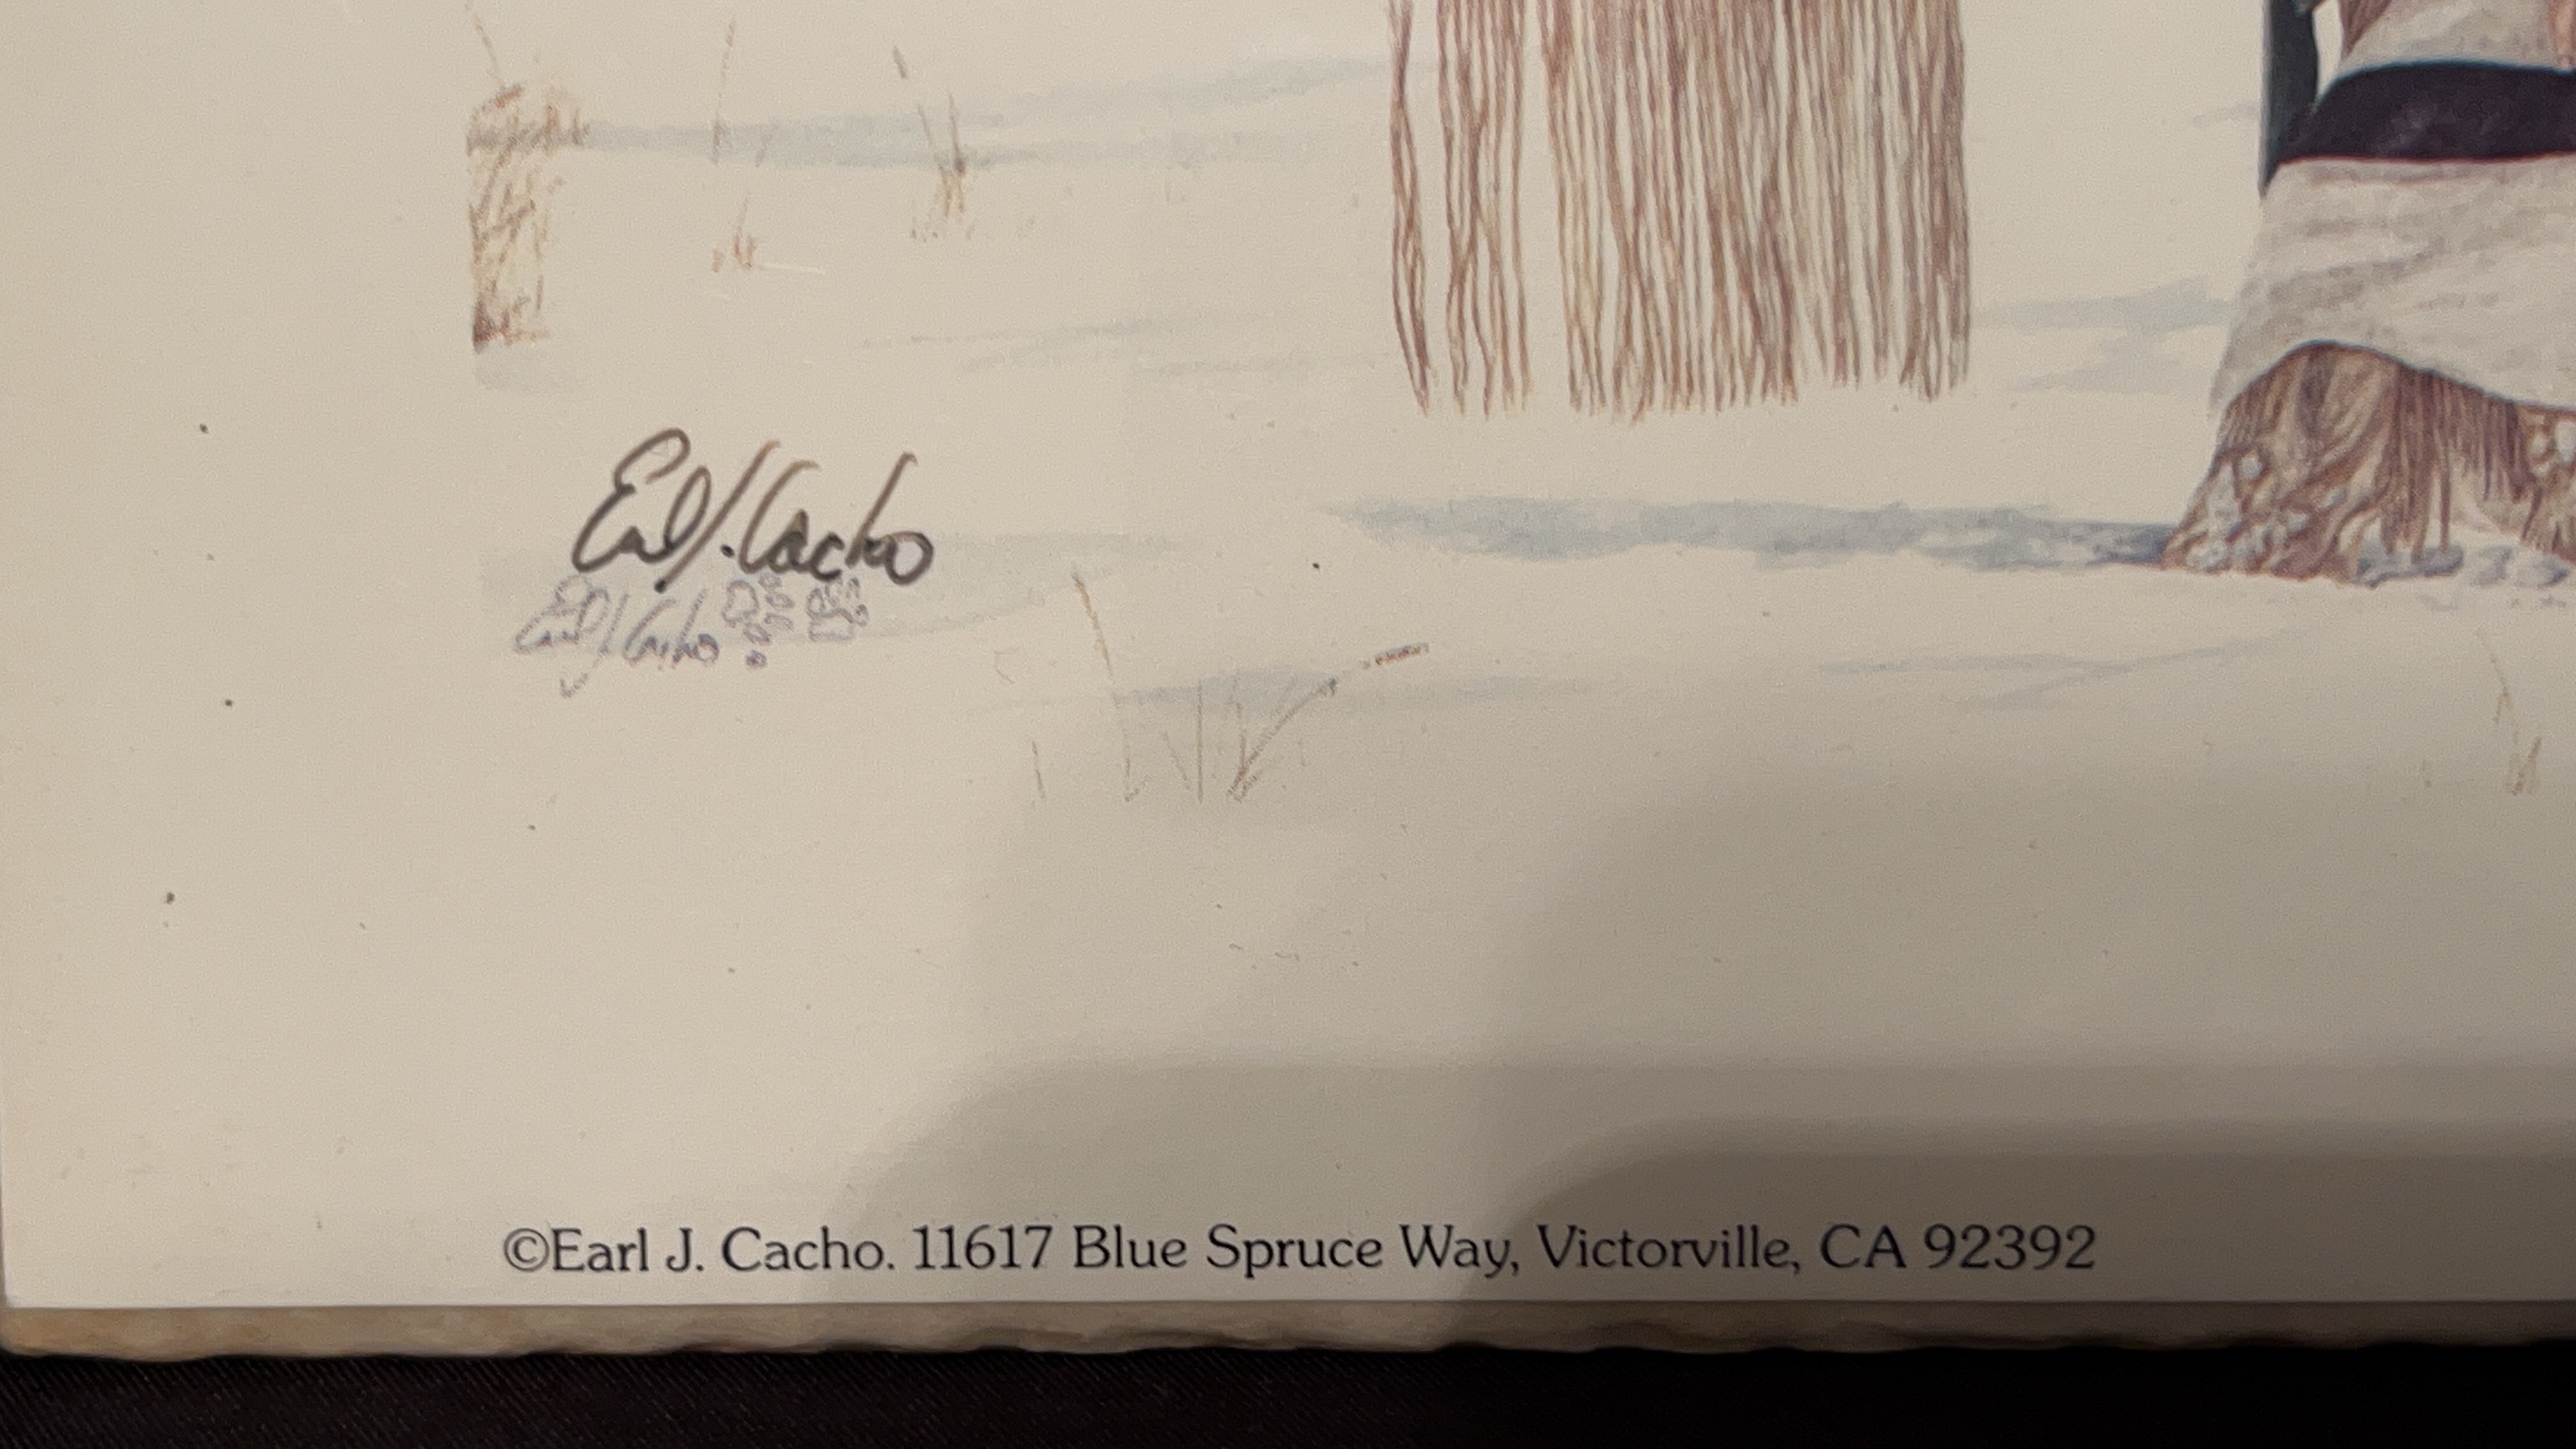 Earl J. Cacho
Earl J. Cacho
©Earl J. Cacho. 11617 Blue Spruce Way, Victorville, CA 92392